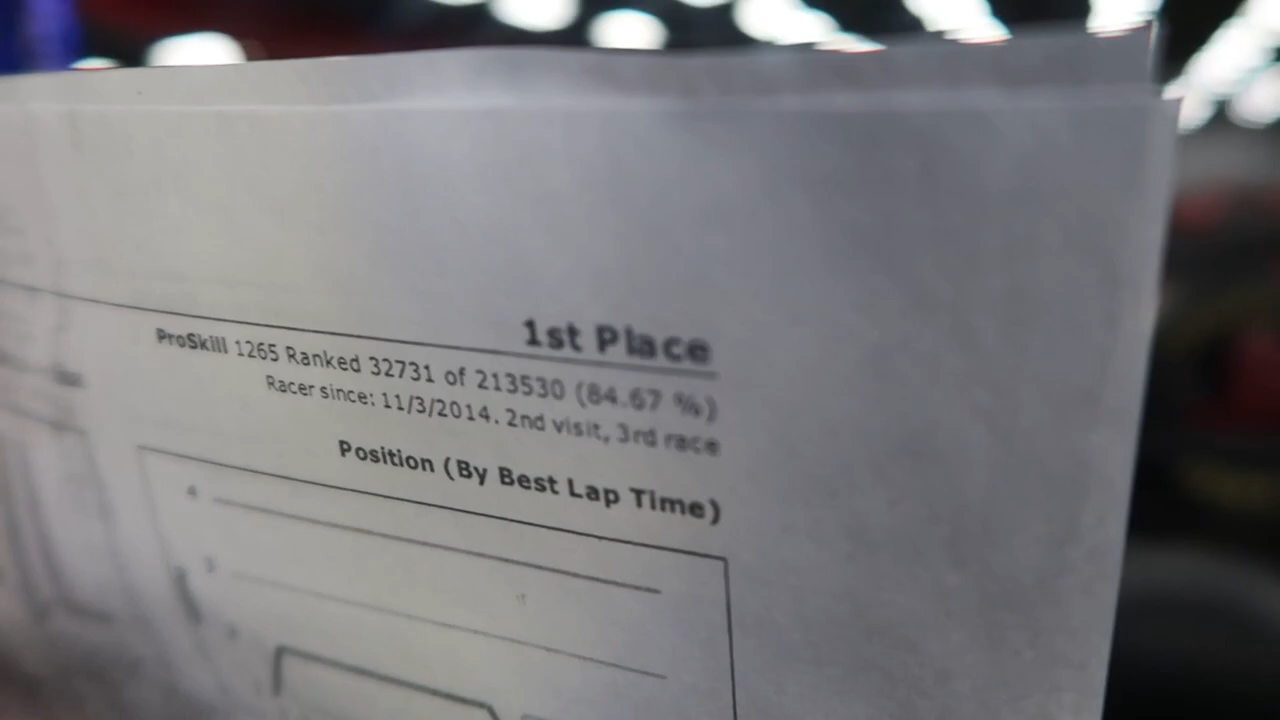 1st Place
ProSkill 1265 Ranked 32731 of 213530 (84.67 %)
Racer since: 11/3/2014. 2nd visit, 3rd race
Position (By Best Lap Time)
4